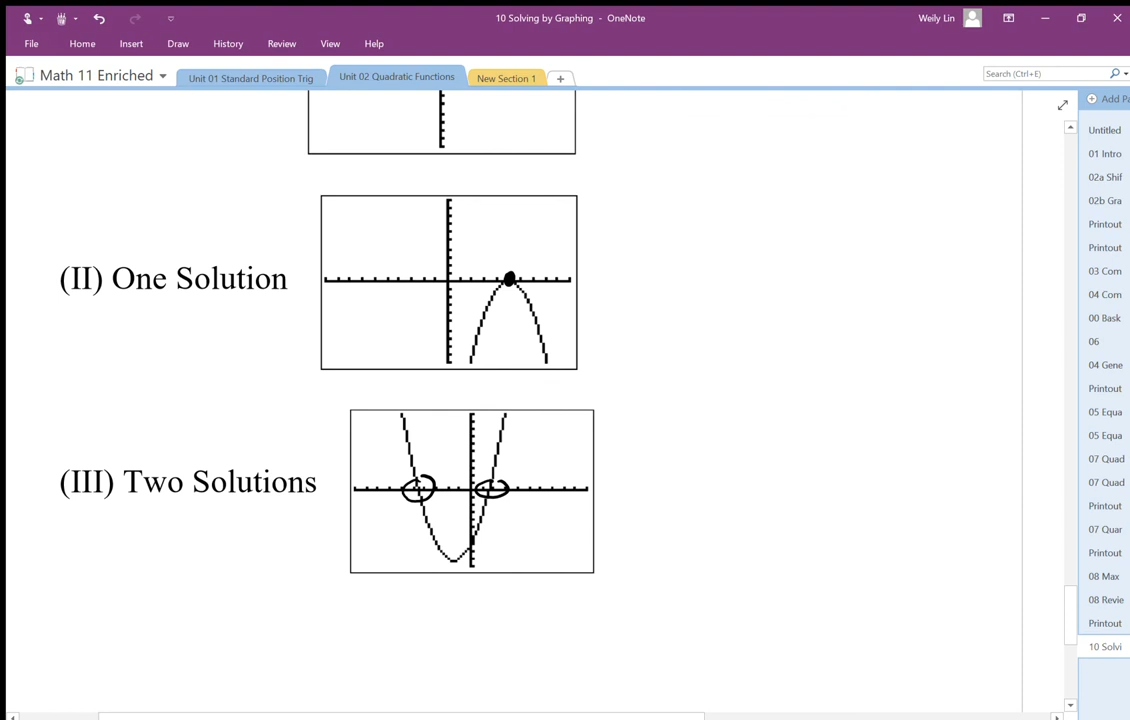 10 Solving by Graphing - OneNote
Weily Lin
File Home Insert Draw History Review View Help
Math 11 Enriched
Unit 01 Standard Position Trig
Unit 02 Quadratic Functions
New Section 1
Search (Ctrl+E)
Add Pa
Untitled
01 Intro
02a Shif
02b Gra
Printout
Printout
03 Com
04 Com
00 Bask
06
04 Gene
Printout
05 Equa
05 Equa
07 Quad
07 Quad
Printout
07 Quar
Printout
08 Max
08 Revie
Printout
10 Solvi
(II) One Solution
(III) Two Solutions